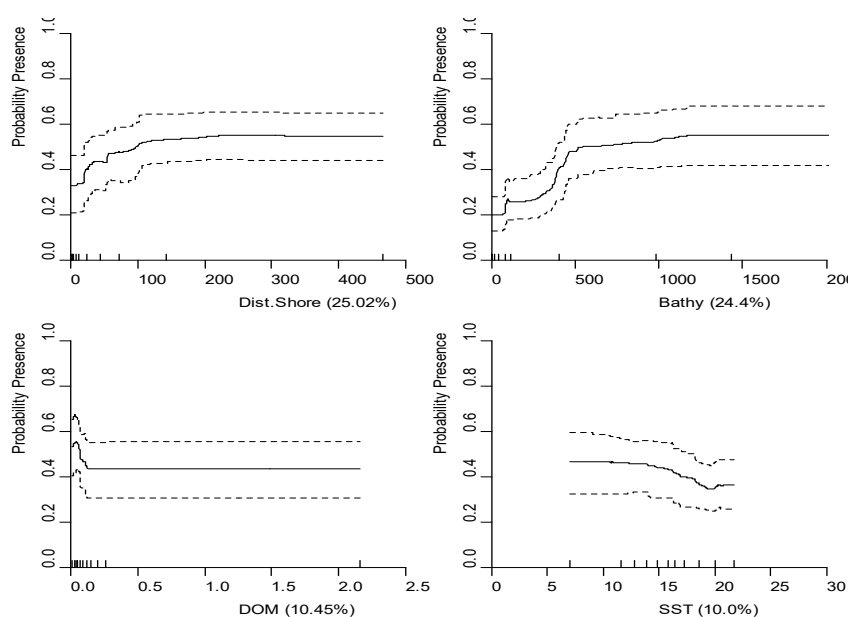 Probability Presence
0.0 0.2 0.4 0.6 0.8 1.0
0 100 200 300 400 500
Dist.Shore (25.02%)
Probability Presence
0.0 0.2 0.4 0.6 0.8 1.0
0 500 1000 1500 200
Bathy (24.4%)
Probability Presence
0.0 0.2 0.4 0.6 0.8 1.0
0.0 0.5 1.0 1.5 2.0 2.5
DOM (10.45%)
Probability Presence
0.0 0.2 0.4 0.6 0.8 1.0
0 5 10 15 20 25 30
SST (10.0%)